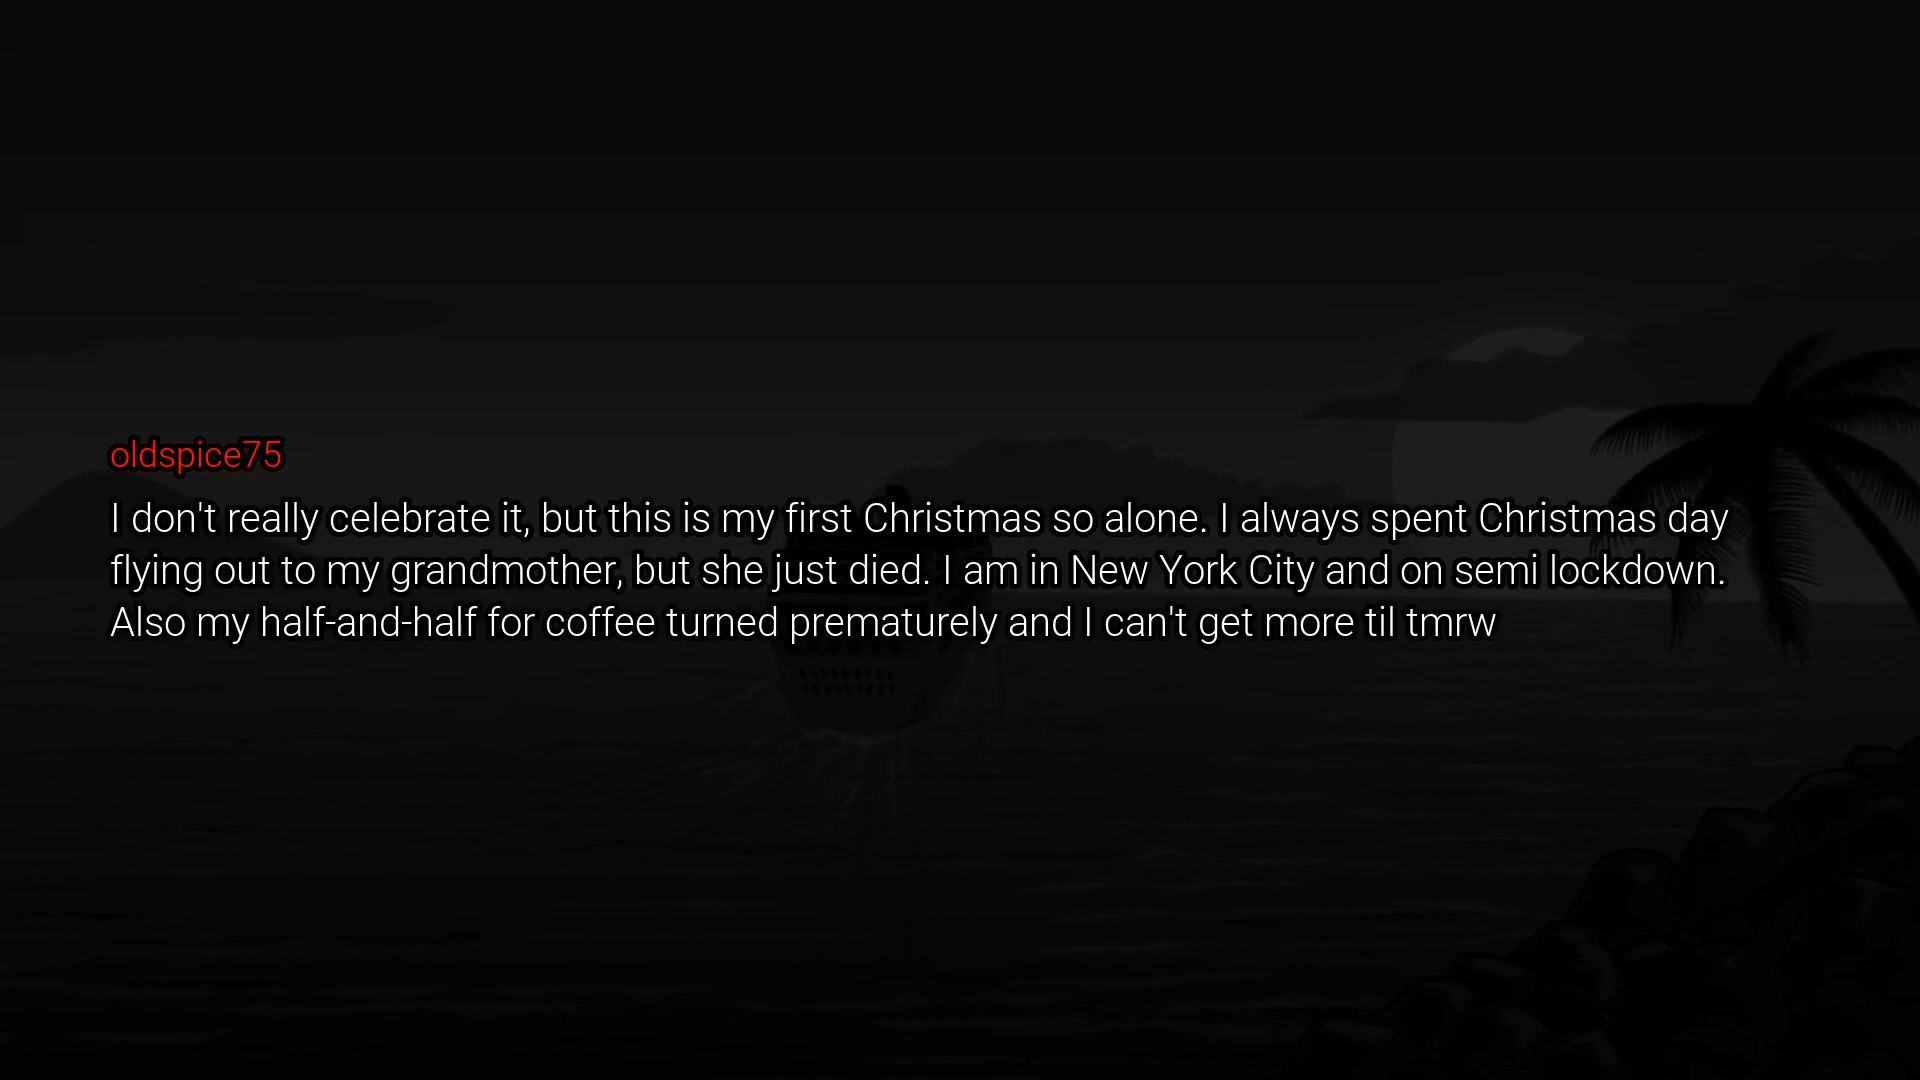 oldspice75
I don't really celebrate it, but this is my first Christmas so alone. I always spent Christmas day
flying out to my grandmother, but she just died. I am in New York City and on semi lockdown.
Also my half-and-half for coffee turned prematurely and I can't get more til tmrw